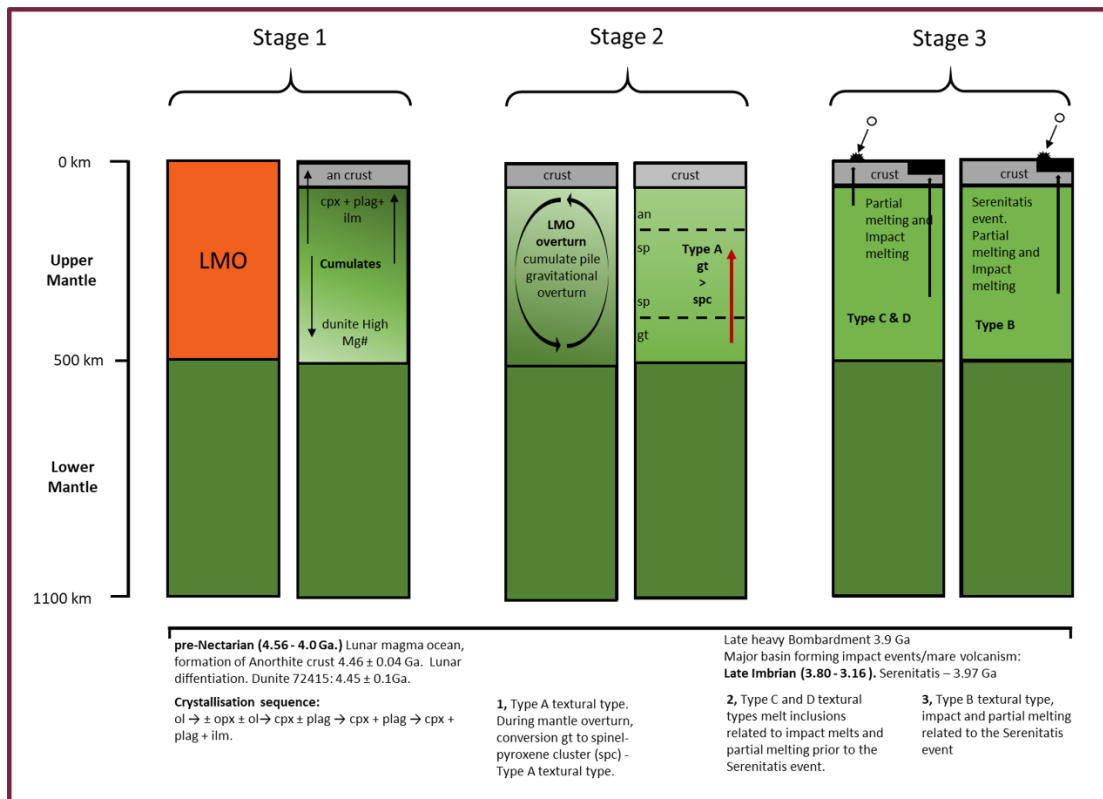 Stage 1
Stage 2
Stage 3
0 km
500 km
1100 km
Upper
Mantle
Lower
Mantle
LMO
an crust
cpx + plag+
ilm
Cumulates
dunite High
Mg#
crust
LMO
overturn
cumulate pile
gravitational
overturn
crust
an
sp
sp
gt
Type A
gt
>
spc
crust
Partial
melting and
Impact
melting
Type C & D
crust
Serenitatis
event.
Partial
melting and
Impact
melting
Type B
pre-Nectarian (4.56 - 4.0 Ga.) Lunar magma ocean,
formation of Anorthite crust 4.46 ± 0.04 Ga. Lunar
diffentiation. Dunite 72415: 4.45 ± 0.1Ga.
Crystallisation sequence:
ol → ± opx ± ol→ cpx ± plag → cpx + plag → cpx +
plag + ilm.
1, Type A textural type.
During mantle overturn,
conversion gt to spinel-
pyroxene cluster (spc) -
Type A textural type.
Late heavy Bombardment 3.9 Ga
Major basin forming impact events/mare volcanism:
Late Imbrian (3.80 - 3.16). Serenitatis – 3.97 Ga
2, Type C and D textural
types melt inclusions
related to impact melts and
partial melting prior to the
Serenitatis event.
3, Type B textural type,
impact and partial melting
related to the Serenitatis
event